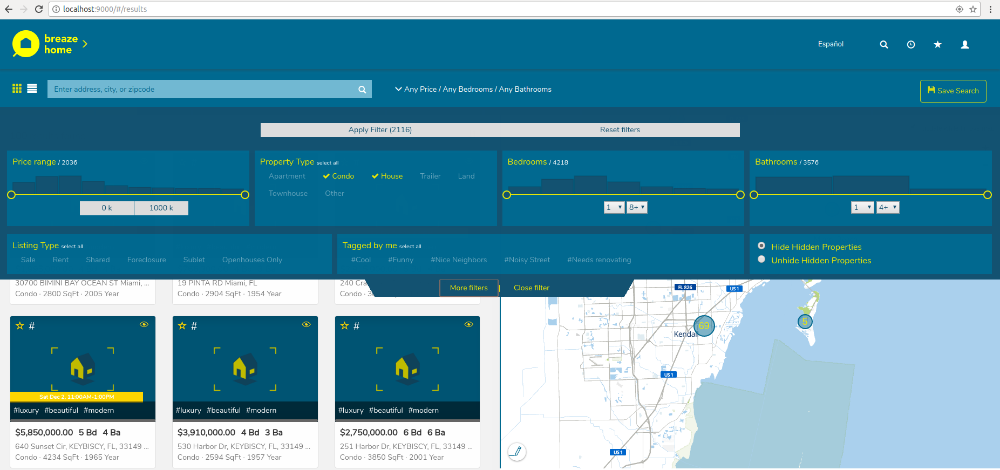 localhost:9000/#/results
breaze
home
Español
Enter address, city, or zipcode
Any Price / Any Bedrooms / Any Bathrooms
Save Search
Apply Filter (2116)
Reset filters
Price range / 2036
0 k
1000 k
Property Type select all
Apartment
Condo
House
Trailer
Land
Townhouse
Other
Bedrooms / 4218
1
8+
Bathrooms / 3576
1
4+
Listing Type select all
Sale
Rent
Shared
Foreclosure
Sublet
Openhouses Only
Tagged by me select all
#Cool
#Funny
#Nice Neighbors
#Noisy Street
#Needs renovating
Hide Hidden Properties
Unhide Hidden Properties
More filters
|
Close filter
30700 BIMINI BAY OCEAN ST Miami, ...
Condo · 2800 SqFt · 2005 Year
19 PINTA RD Miami, FL
Condo · 2904 SqFt · 1954 Year
240
Condo ·
#
Sat Dec 2, 11:00AM-1:00PM
#luxury #beautiful #modern
$5,850,000.00 5 Bd 4 Ba
640 Sunset Cir, KEYBISCY, FL, 33149 ...
Condo · 4234 SqFt · 1965 Year
#
#luxury #beautiful #modern
$3,910,000.00 4 Bd 3 Ba
530 Harbor Dr, KEYBISCY, FL, 33149 ...
Condo · 2594 SqFt · 1957 Year
#
#luxury #beautiful #modern
$2,750,000.00 6 Bd 6 Ba
251 Harbor Dr, KEYBISCY, FL, 33149 ...
Condo · 3850 SqFt · 2001 Year
FL 826
US 1
69
5
Kendall
US 1
US 1